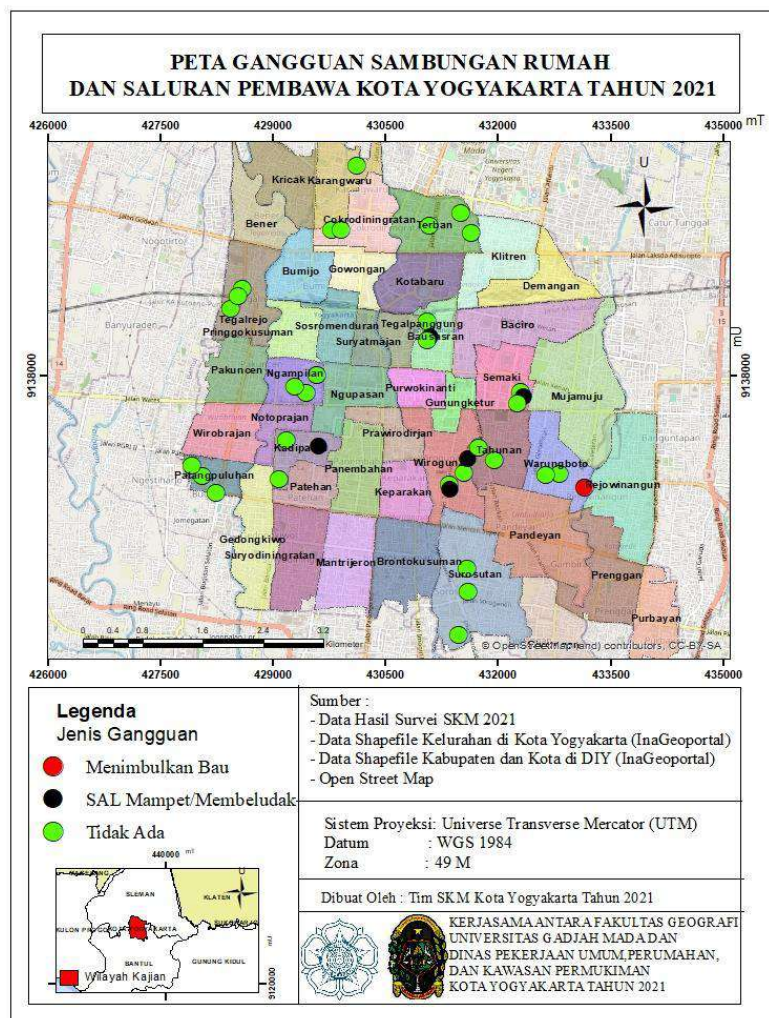 PETA GANGGUAN SAMBUNGAN RUMAH
DAN SALURAN PEMBAWA KOTA YOGYAKARTA TAHUN 2021
426000 427500 429000 430500 432000 433500 435000 mT
U
Kricak
Karangwaru
Bener
Cokrodiningratan
Terban
Klitren
Bumijo
Gowongan
Kotabaru
Demangan
Tegalrejo
Pringgokusuman
Sosromenduran
Suryatmajan
Tegalpanggung
Bausasran
Baciro
mU
9138000 9138000
Pakuncen
Ngampilan
Ngupasan
Purwokinanti
Gunungketur
Semaki
Mujamuju
Notoprajan
Wirobrajan
Prawirodirjan
Tahunan
Patangpuluhan
Panembahan
Warungboto
Rejowinangun
Patehan
Keparakan
Pandeyan
Gedongkiwo
Suryodiningratan
Mantrijeron
Brontokusuman
Surosutan
Prenggan
Purbayan
0 0.4 0.8 1.6 2.4 3.2
Kilometer
© OpenStreetMap (and) contributors, CC-BY-SA
426000 427500 429000 430500 432000 433500 435000
Legenda
Jenis Gangguan
Menimbulkan Bau
SAL Mampet/Membeludak
Tidak Ada
440000 mT
U
SLEMAN
KLATEN
BANTUL
GUNUNG KIDUL
mU
Wilayah Kajian
9120000
Sumber :
- Data Hasil Survei SKM 2021
- Data Shapefile Kelurahan di Kota Yogyakarta (InaGeoportal)
- Data Shapefile Kabupaten dan Kota di DIY (InaGeoportal)
- Open Street Map
Sistem Proyeksi: Universe Transverse Mercator (UTM)
Datum : WGS 1984
Zona : 49 M
Dibuat Oleh : Tim SKM Kota Yogyakarta Tahun 2021
KERJASAMA ANTARA FAKULTAS GEOGRAFI
UNIVERSITAS GADJAH MADA DAN
DINAS PEKERJAAN UMUM,PERUMAHAN,
DAN KAWASAN PERMUKIMAN
KOTA YOGYAKARTA TAHUN 2021